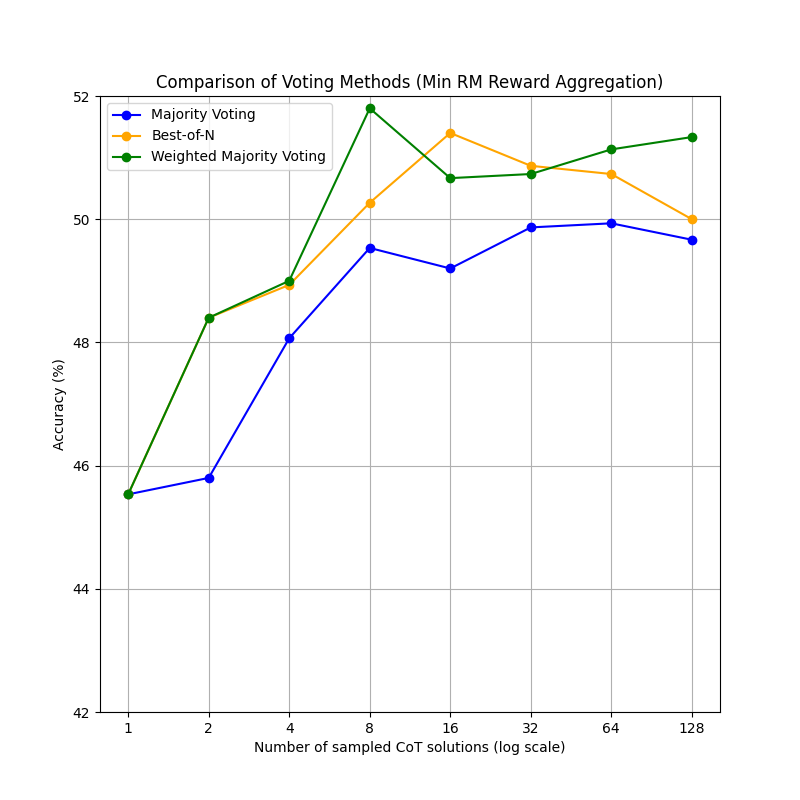 Comparison of Voting Methods (Min RM Reward Aggregation)
Majority Voting
Best-of-N
Weighted Majority Voting
52
50
48
46
44
42
Accuracy (%)
1 2 4 8 16 32 64 128
Number of sampled CoT solutions (log scale)